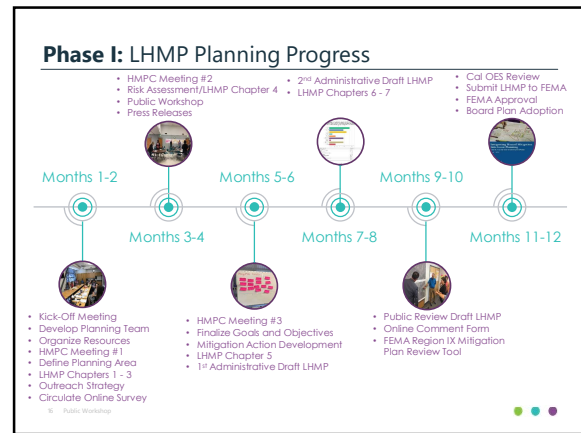 Phase I: LHMP Planning Progress
• HMPC Meeting #2
• Risk Assessment/LHMP Chapter 4
• Public Workshop
• Press Releases
• 2nd Administrative Draft LHMP
• LHMP Chapters 6 - 7
• Cal OES Review
• Submit LHMP to FEMA
• FEMA Approval
• Board Plan Adoption
Months 1-2
Months 5-6
Months 9-10
Months 3-4
Months 7-8
Months 11-12
• Kick-Off Meeting
• Develop Planning Team
• Organize Resources
• HMPC Meeting #1
• Define Planning Area
• LHMP Chapters 1 - 3
• Outreach Strategy
• Circulate Online Survey
• HMPC Meeting #3
• Finalize Goals and Objectives
• Mitigation Action Development
• LHMP Chapter 5
• 1st Administrative Draft LHMP
• Public Review Draft LHMP
• Online Comment Form
• FEMA Region IX Mitigation
Plan Review Tool
Public Workshop